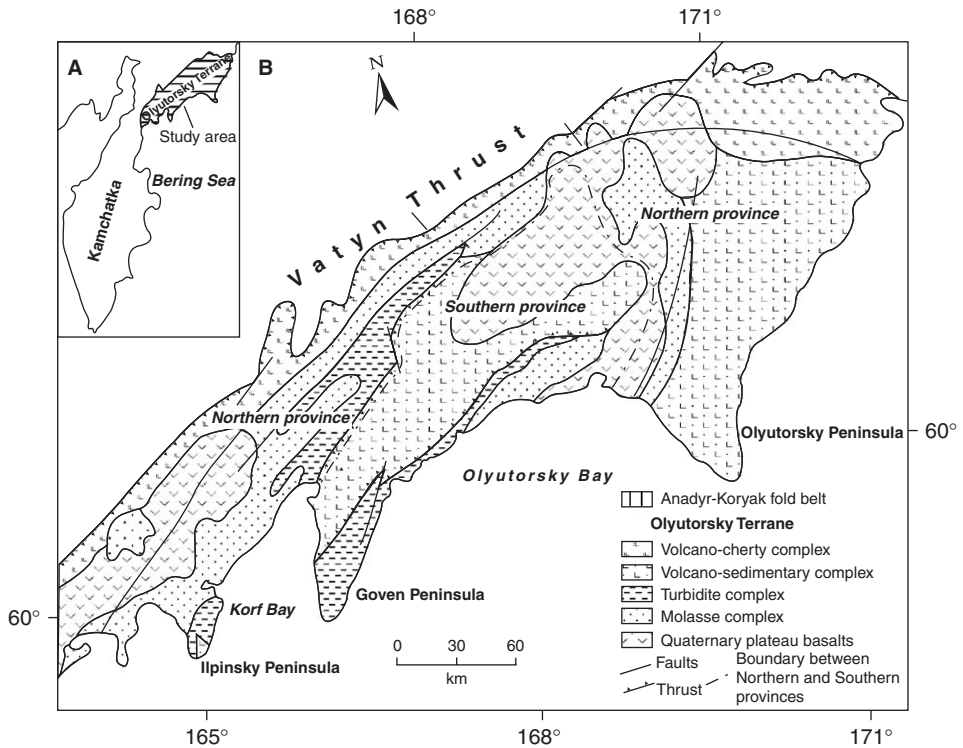 168°
171°
A
B
N
Olyutorsky Terrane
Study area
Bering Sea
Kamchatka
Vatyn Thrust
Northern province
Southern province
Northern province
Olyutorsky Peninsula
60°
Olyutorsky Bay
Anadyr-Koryak fold belt
Olyutorsky Terrane
Volcano-cherty complex
Volcano-sedimentary complex
Turbidite complex
Molasse complex
Quaternary plateau basalts
Faults
Thrust
Boundary between
Northern and Southern
provinces
Goven Peninsula
Korf Bay
60°
Ilpinsky Peninsula
0 30 60
km
165°
168°
171°